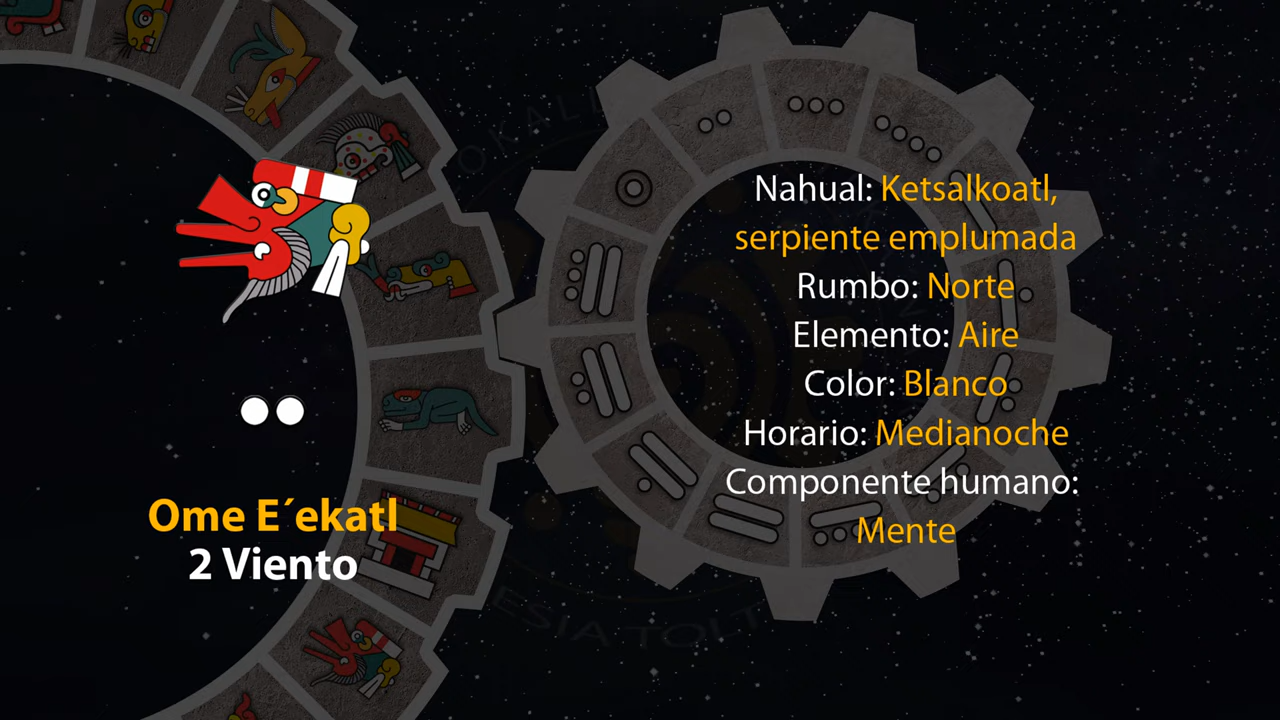 Ome E´ekatl
2 Viento
Nahual: Ketsalkoatl,
serpiente emplumada
Rumbo: Norte
Elemento: Aire
Color: Blanco
Horario: Medianoche
Componente humano:
Mente